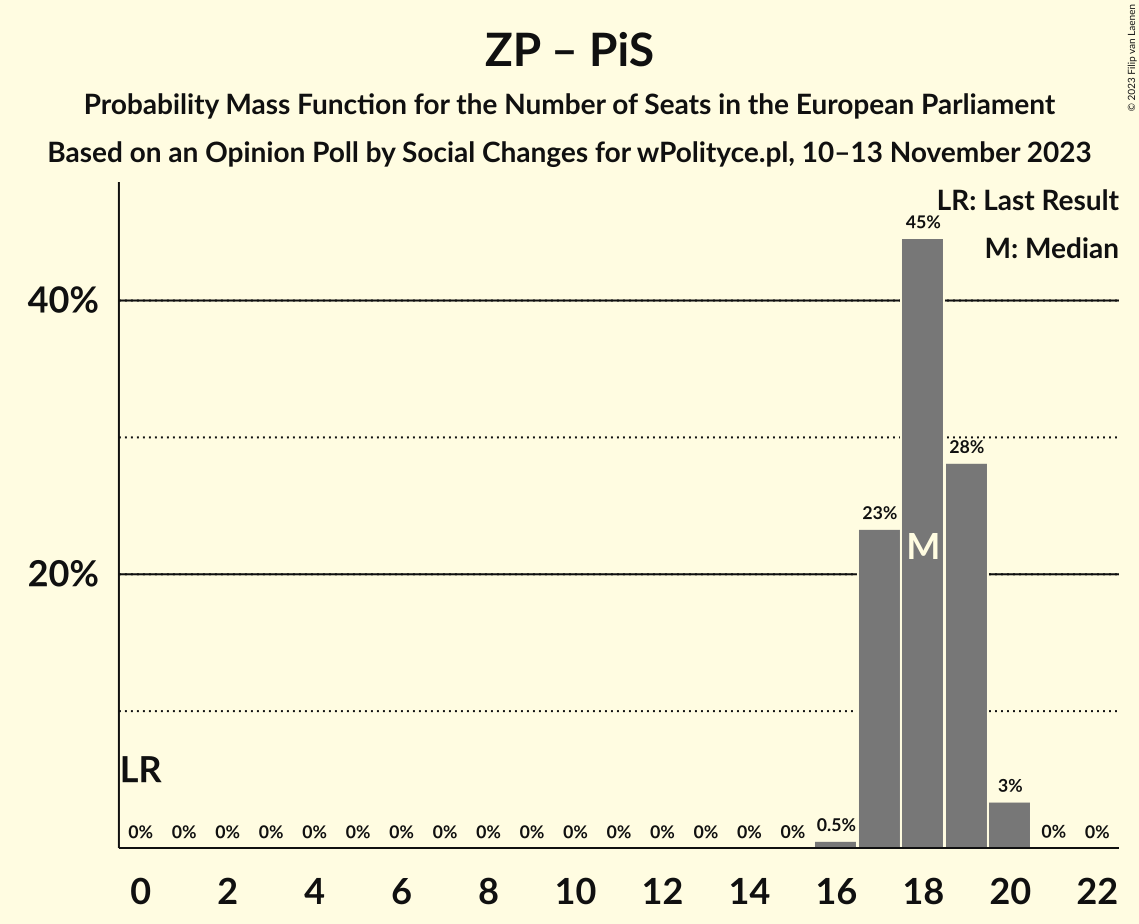 ZP – PiS
Probability Mass Function for the Number of Seats in the European Parliament
Based on an Opinion Poll by Social Changes for wPolityce.pl, 10–13 November 2023
© 2023 Filip van Laenen
LR: Last Result
M: Median
45%
40%
28%
23%
M
20%
LR
3%
0% 0% 0% 0% 0% 0% 0% 0% 0% 0% 0% 0% 0% 0% 0% 0% 0.5% 0% 0%
0 2 4 6 8 10 12 14 16 18 20 22